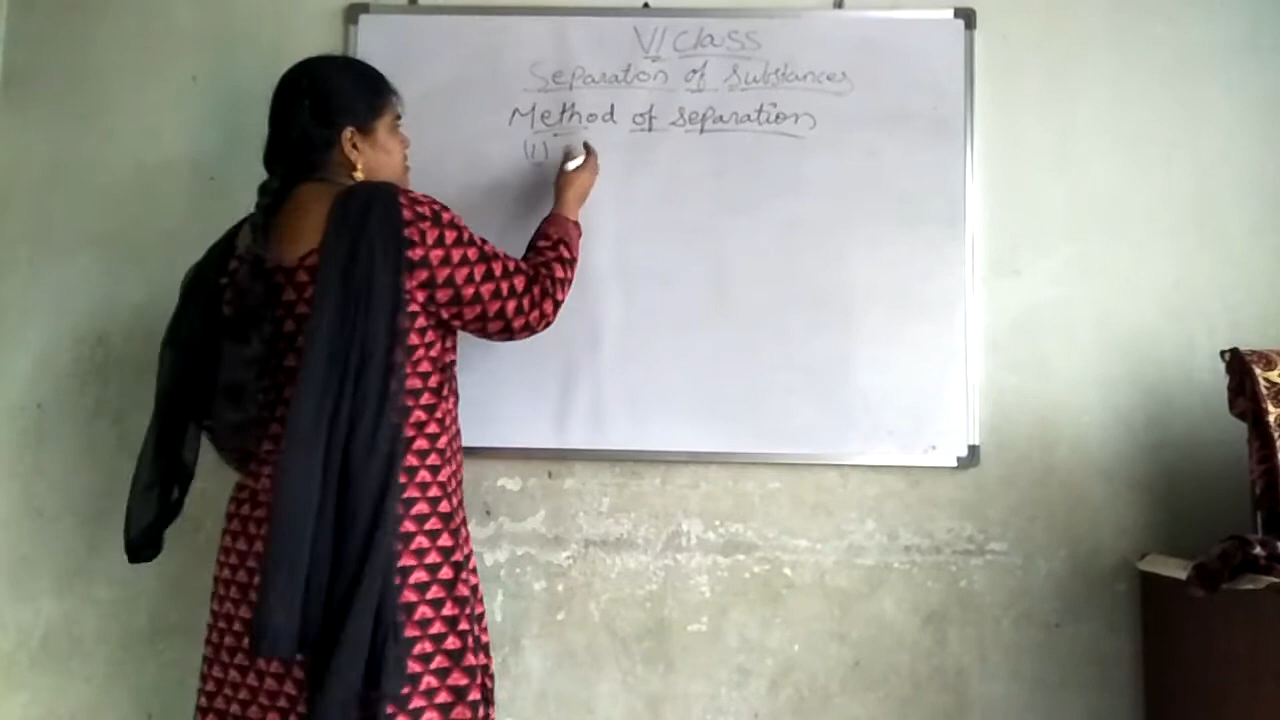 VI class
Separation of Substances
Method of separation
(1)